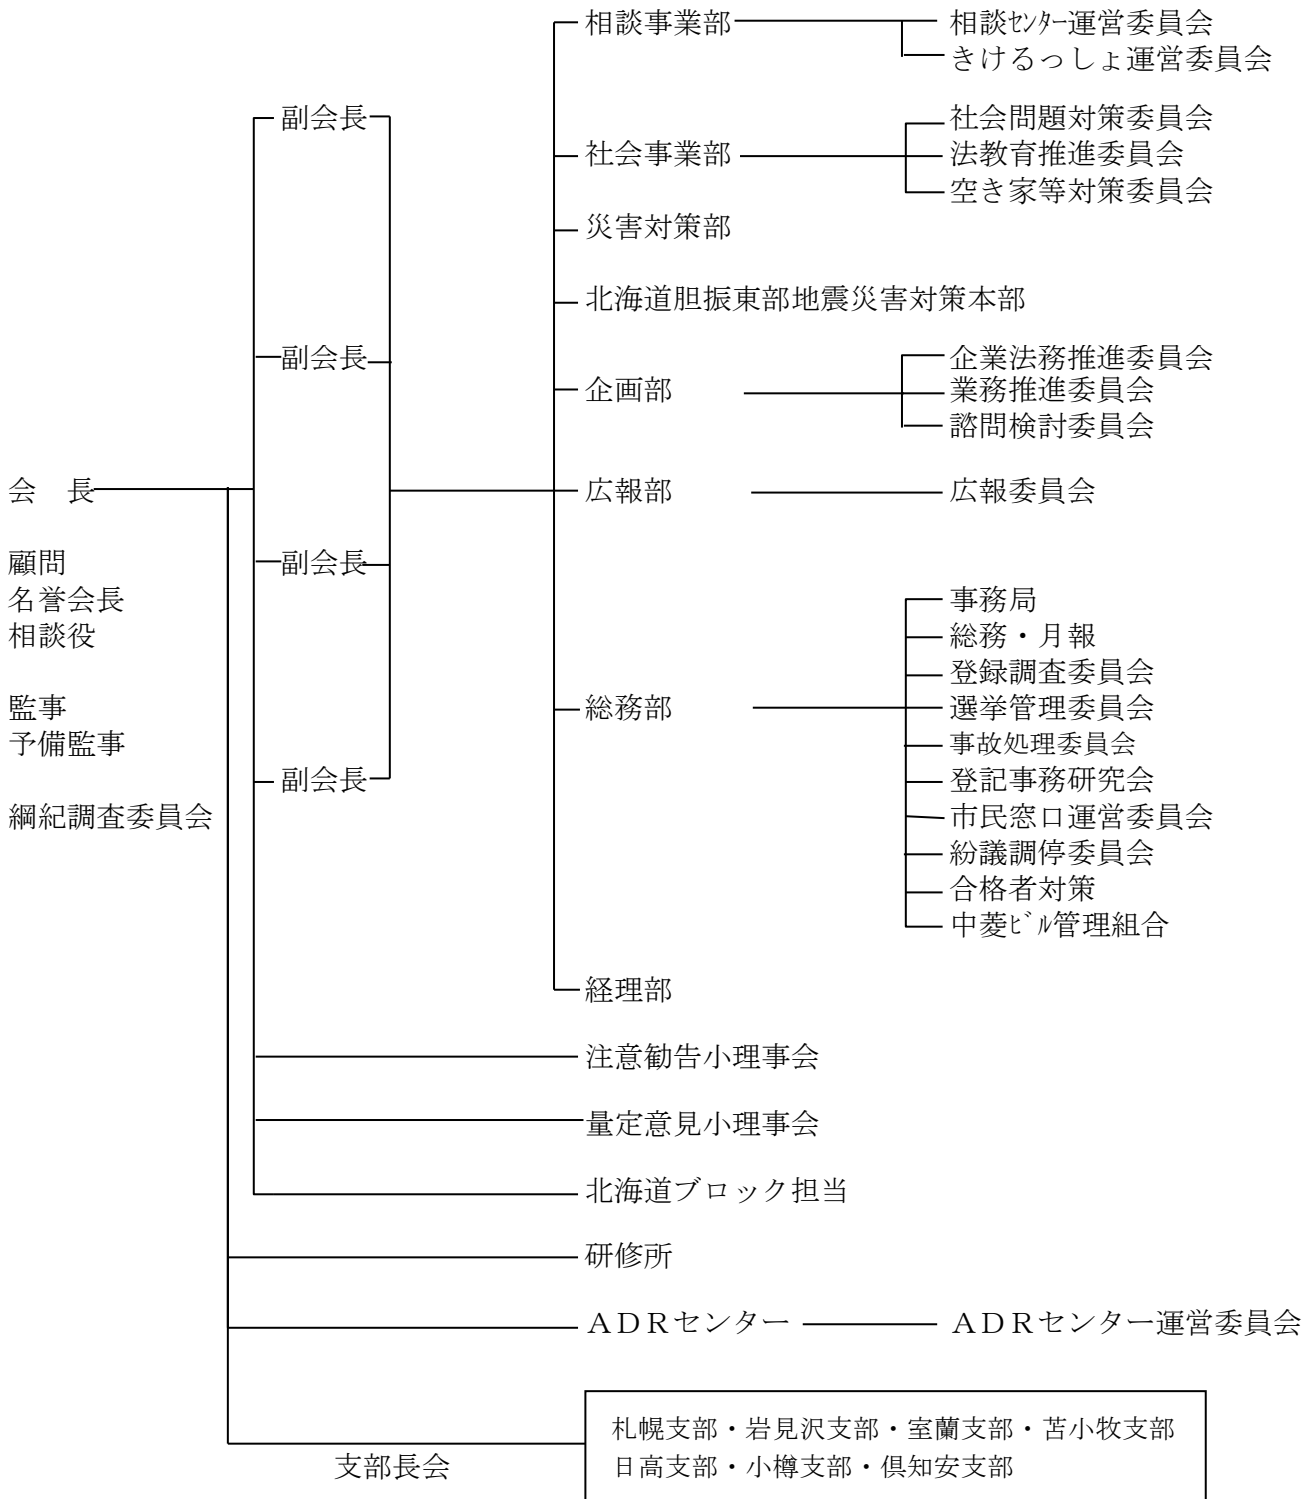 相談事業部
相談ｾﾝﾀｰ運営委員会
きけるっしょ運営委員会
副会長
社会事業部
社会問題対策委員会
法教育推進委員会
空き家等対策委員会
災害対策部
北海道胆振東部地震災害対策本部
副会長
企画部
企業法務推進委員会
業務推進委員会
諮問検討委員会
会　長
広報部
広報委員会
顧問
名誉会長
相談役
副会長
監事
予備監事
綱紀調査委員会
総務部
事務局
総務・月報
登録調査委員会
選挙管理委員会
事故処理委員会
登記事務研究会
市民窓口運営委員会
紛議調停委員会
合格者対策
中菱ﾋﾞﾙ管理組合
副会長
経理部
注意勧告小理事会
量定意見小理事会
北海道ブロック担当
研修所
ＡＤＲセンター
ＡＤＲセンター運営委員会
支部長会
札幌支部・岩見沢支部・室蘭支部・苫小牧支部
日高支部・小樽支部・倶知安支部